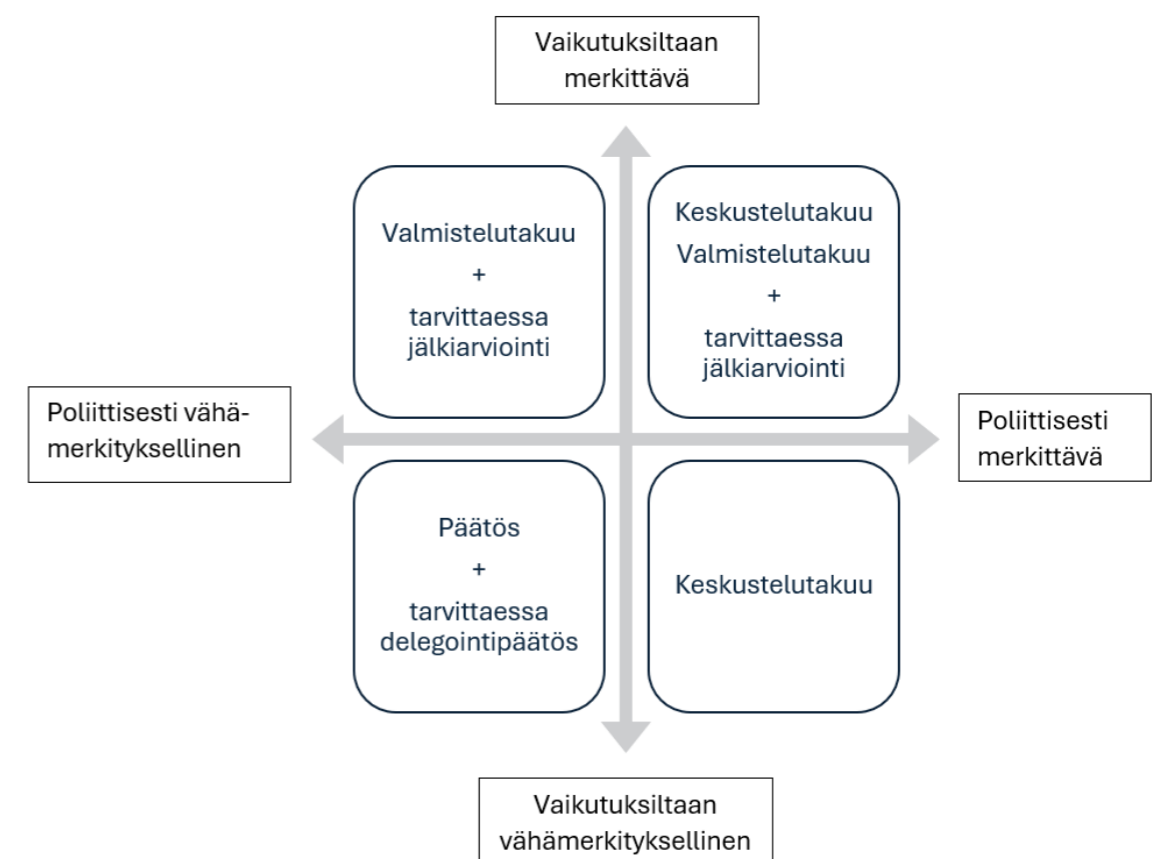 Vaikutuksiltaan
merkittävä
Valmistelutakuu
+
tarvittaessa
jälkiarviointi
Keskustelutakuu
Valmistelutakuu
+
tarvittaessa
jälkiarviointi
Poliittisesti vähä-
merkityksellinen
Poliittisesti
merkittävä
Päätös
+
tarvittaessa
delegointipäätös
Keskustelutakuu
Vaikutuksiltaan
vähämerkityksellinen